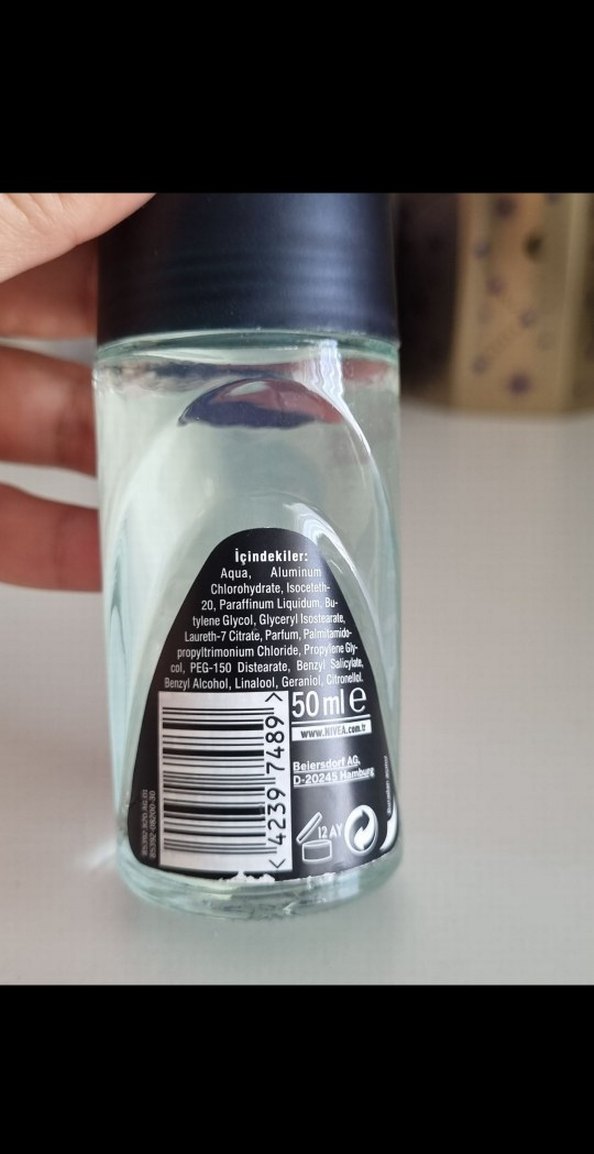 İçindekiler:
Aqua, Aluminum
Chlorohydrate, Isoceteth-
20, Paraffinum Liquidum, Bu-
tylene Glycol, Glyceryl Isostearate,
Laureth-7 Citrate, Parfum, Palmitamido-
propyltrimonium Chloride, Propylene Gly-
col, PEG-150 Distearate, Benzyl Salicylate,
Benzyl Alcohol, Linalool, Geraniol, Citronellol.
50 ml e
www.NIVEA.com.tr
Beiersdorf AG,
D-20245 Hamburg
12 AY
< 4239 7489 >